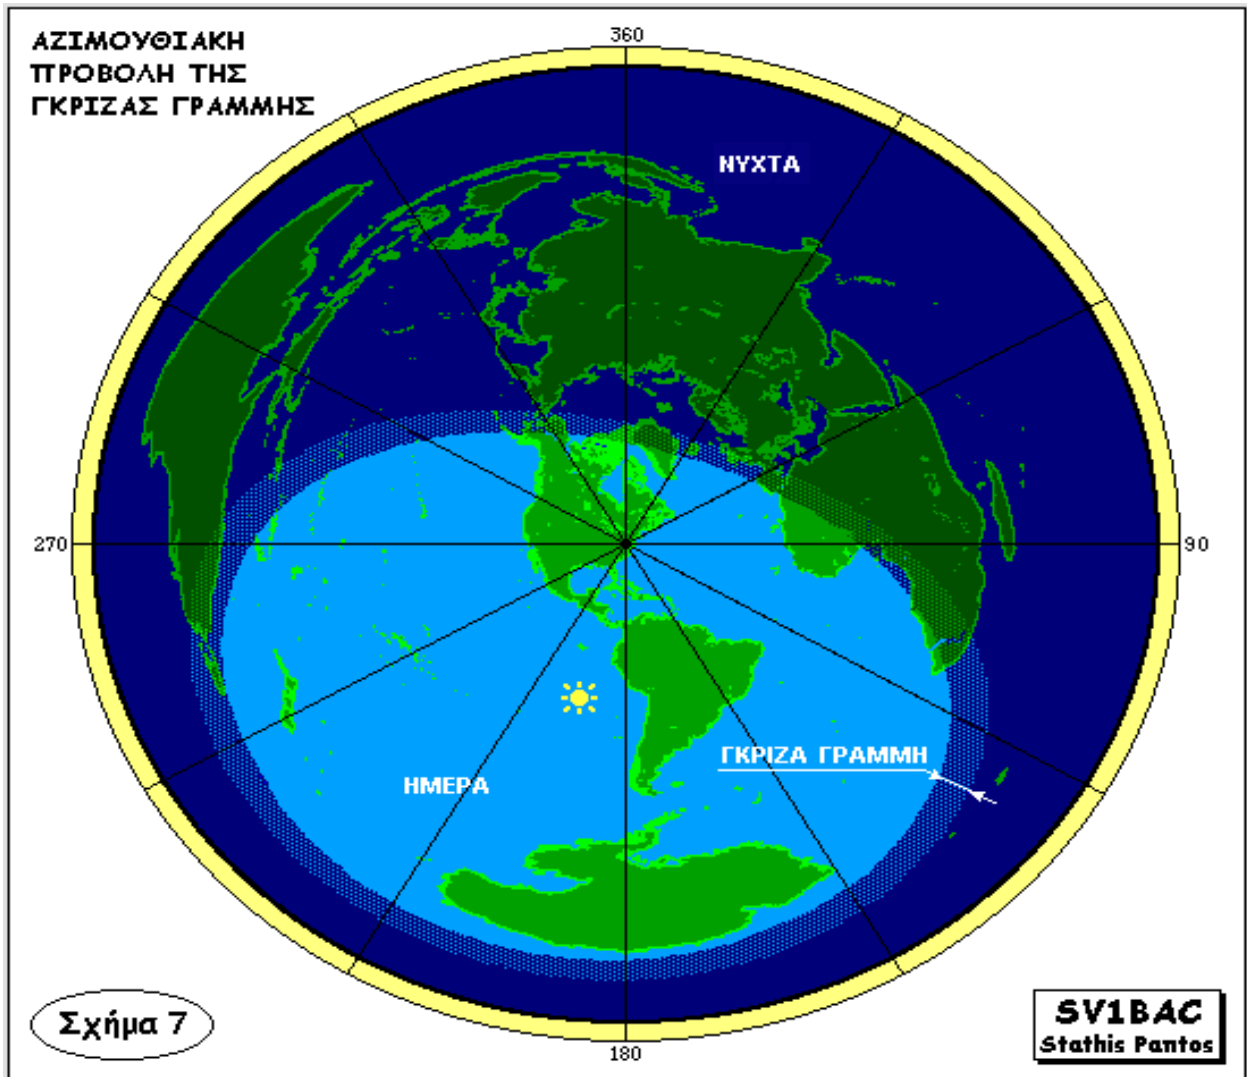 ΑΖΙΜΟΥΘΙΑΚΗ
ΠΡΟΒΟΛΗ ΤΗΣ
ΓΚΡΙΖΑΣ ΓΡΑΜΜΗΣ
360
ΝΥΧΤΑ
270
90
ΓΚΡΙΖΑ ΓΡΑΜΜΗ
ΗΜΕΡΑ
Σχήμα 7
180
SV1BAC
Stathis Pantos